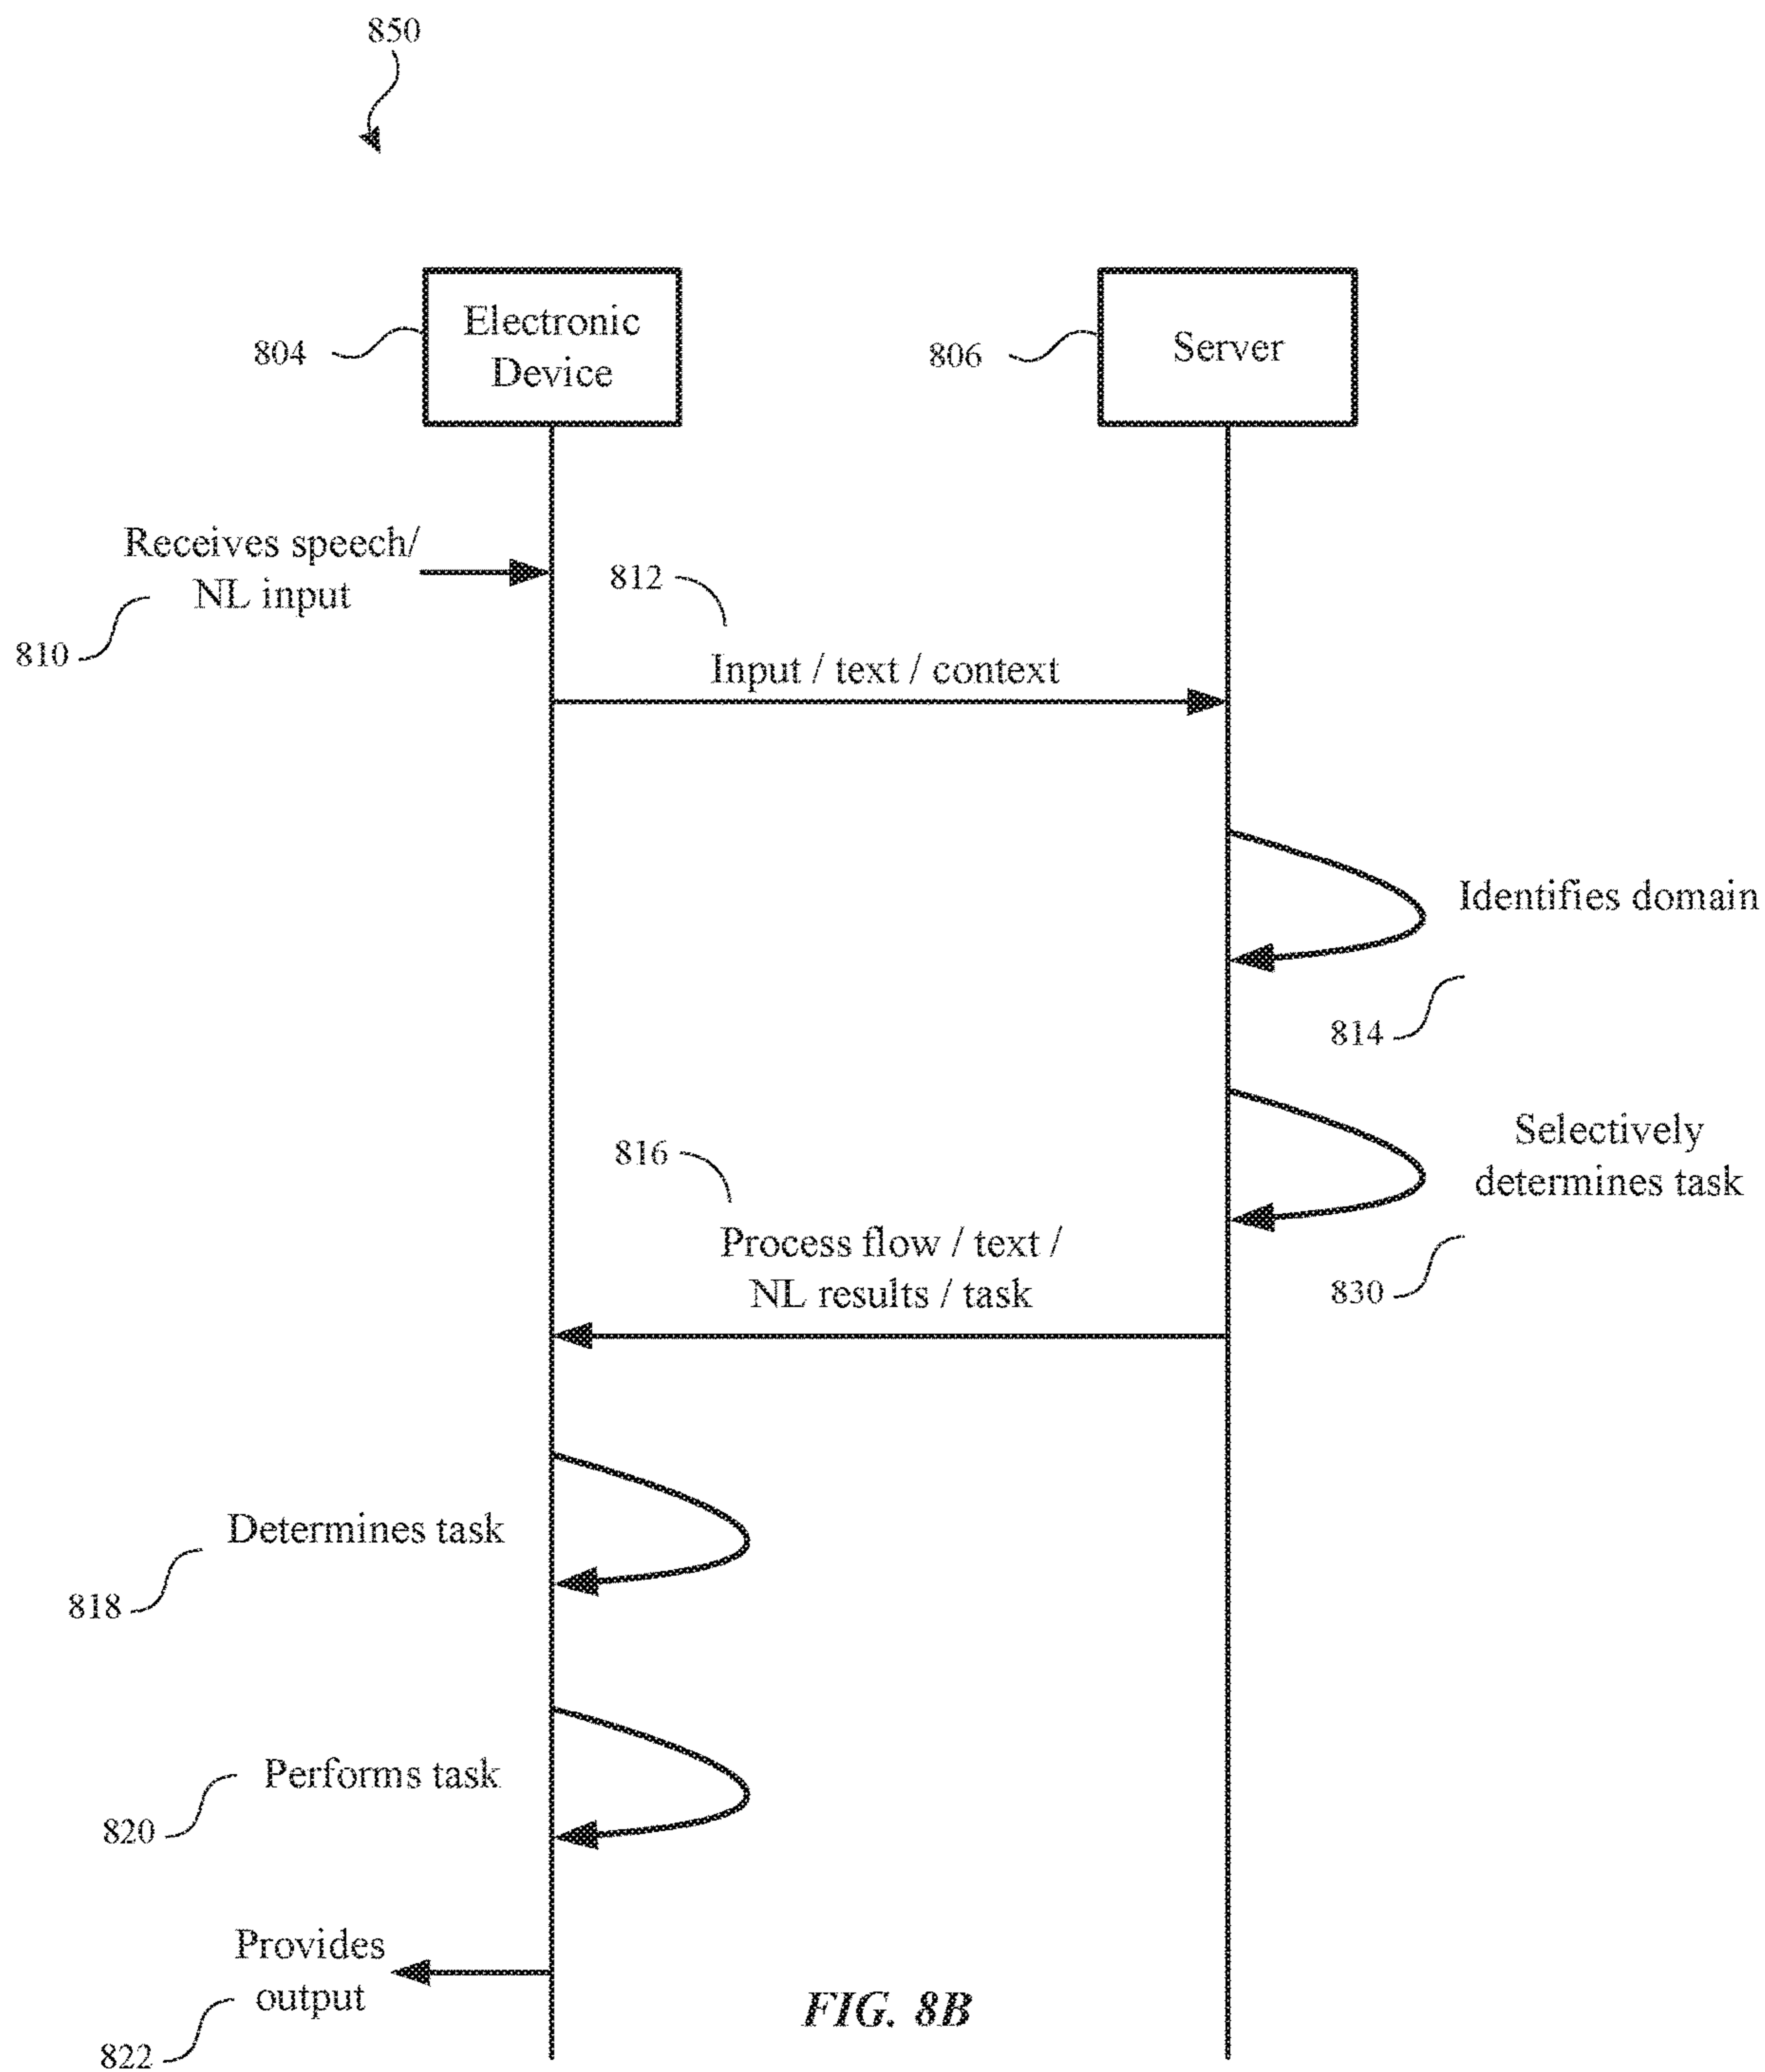 850
Electronic
Device
804
Server
806
Receives speech/
NL input
810
812
Input / text / context
Identifies domain
814
Selectively
determines task
830
816
Process flow / text /
NL results / task
Determines task
818
Performs task
820
Provides
output
822
FIG. 8B